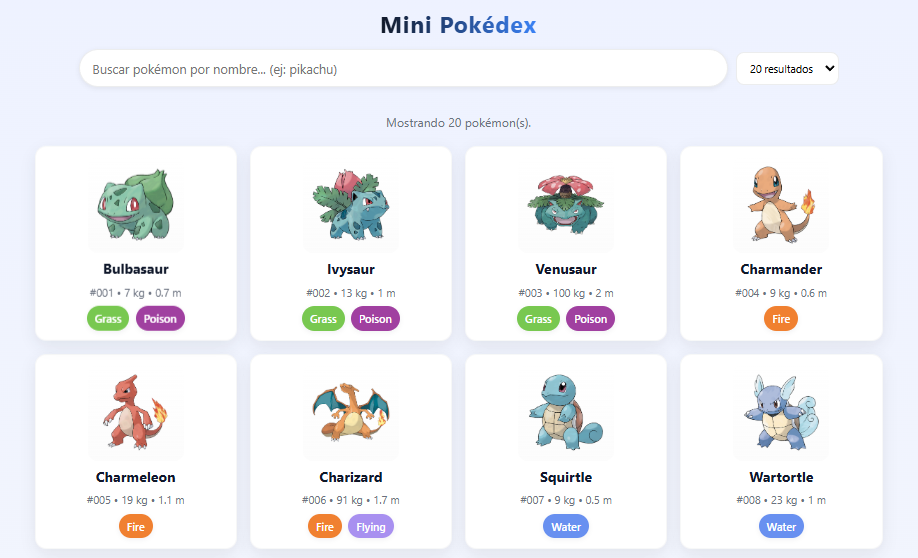 Mini Pokédex
Buscar pokémon por nombre... (ej: pikachu)
20 resultados
Mostrando 20 pokémon(s).
Bulbasaur
#001 • 7 kg • 0.7 m
Grass Poison
Ivysaur
#002 • 13 kg • 1 m
Grass Poison
Venusaur
#003 • 100 kg • 2 m
Grass Poison
Charmander
#004 • 9 kg • 0.6 m
Fire
Charmeleon
#005 • 19 kg • 1.1 m
Fire
Charizard
#006 • 91 kg • 1.7 m
Fire Flying
Squirtle
#007 • 9 kg • 0.5 m
Water
Wartortle
#008 • 23 kg • 1 m
Water